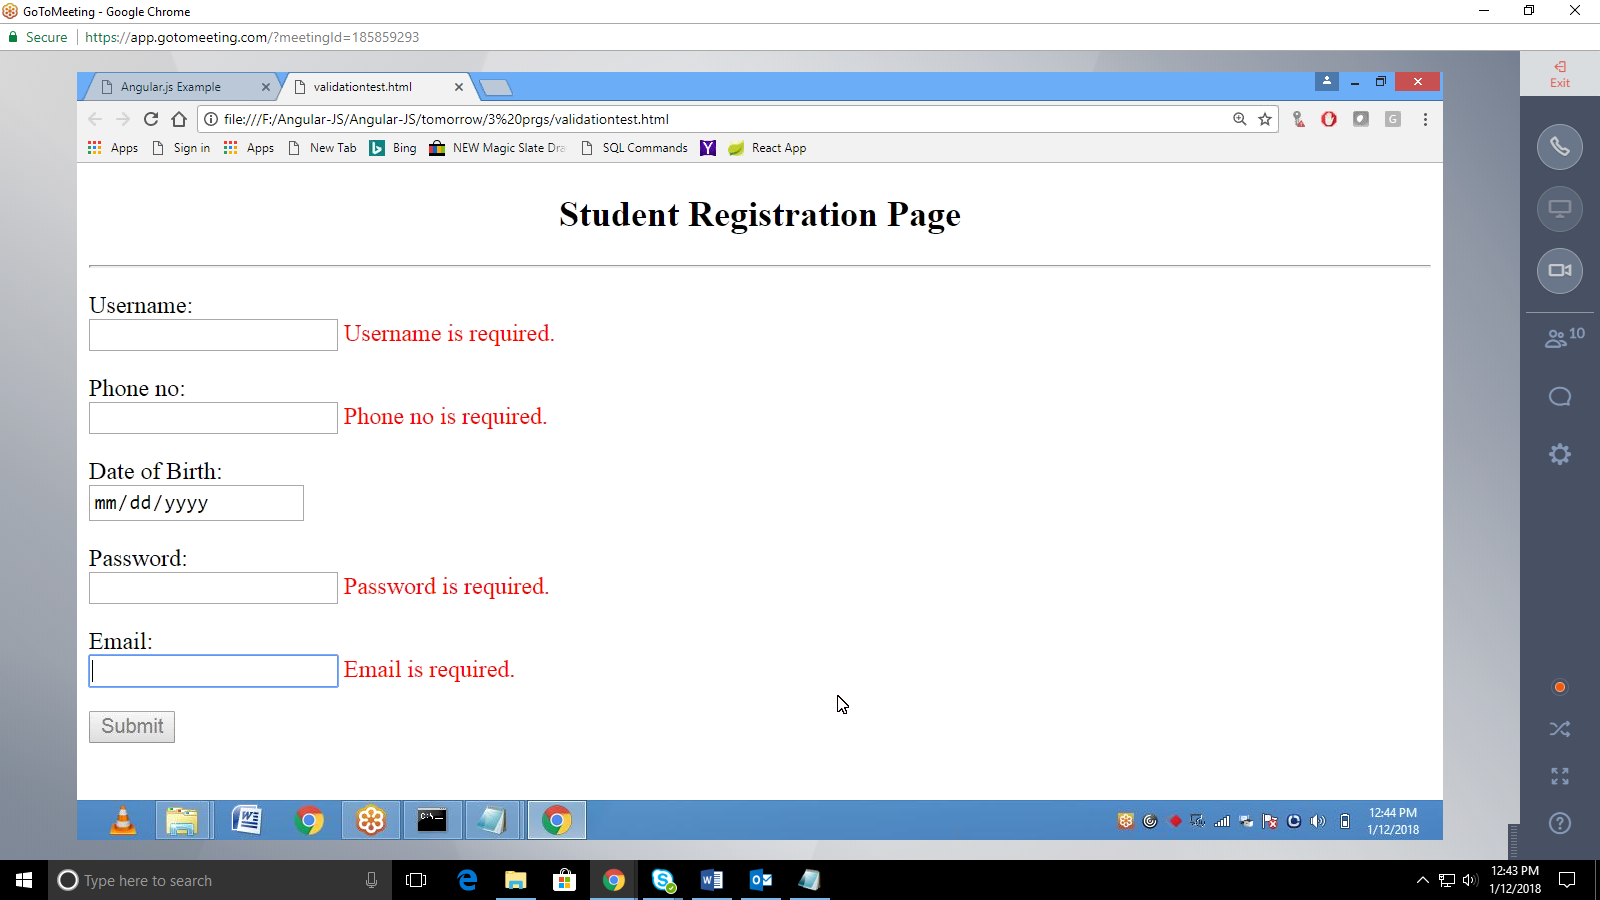 GoToMeeting - Google Chrome
Secure https://app.gotomeeting.com/?meetingId=185859293
Exit
Angular.js Example
validationtest.html
file:///F:/Angular-JS/Angular-JS/tomorrow/3%20prgs/validationtest.html
Apps Sign in Apps New Tab Bing NEW Magic Slate Dra SQL Commands React App
Student Registration Page
Username:
Username is required.
Phone no:
Phone no is required.
Date of Birth:
mm/dd/yyyy
Password:
Password is required.
Email:
Email is required.
Submit
10
12:44 PM
1/12/2018
Type here to search
12:43 PM
1/12/2018